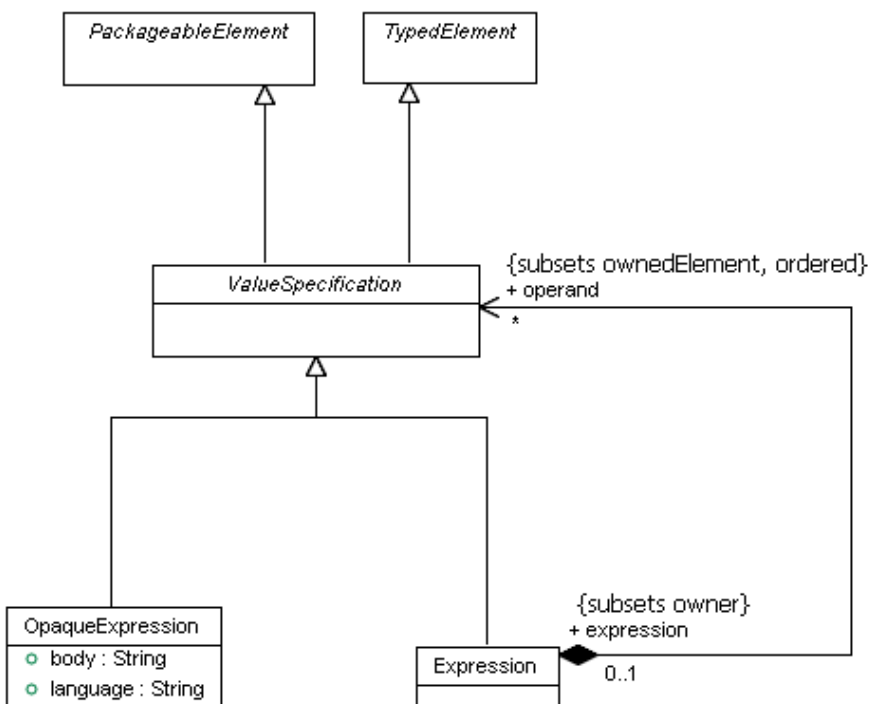 PackageableElement
TypedElement
ValueSpecification
{subsets ownedElement, ordered}
+ operand
*
OpaqueExpression
body : String
language : String
{subsets owner}
+ expression
Expression
0..1